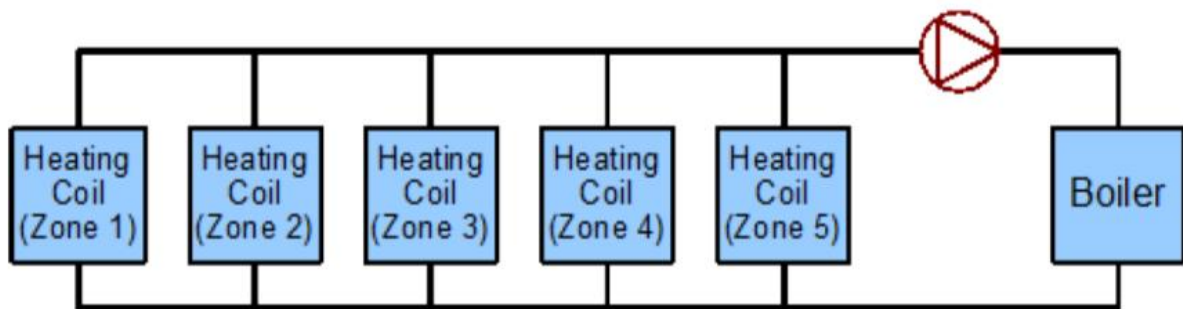 Heating
Coil
(Zone 1)
Heating
Coil
(Zone 2)
Heating
Coil
(Zone 3)
Heating
Coil
(Zone 4)
Heating
Coil
(Zone 5)
Boiler